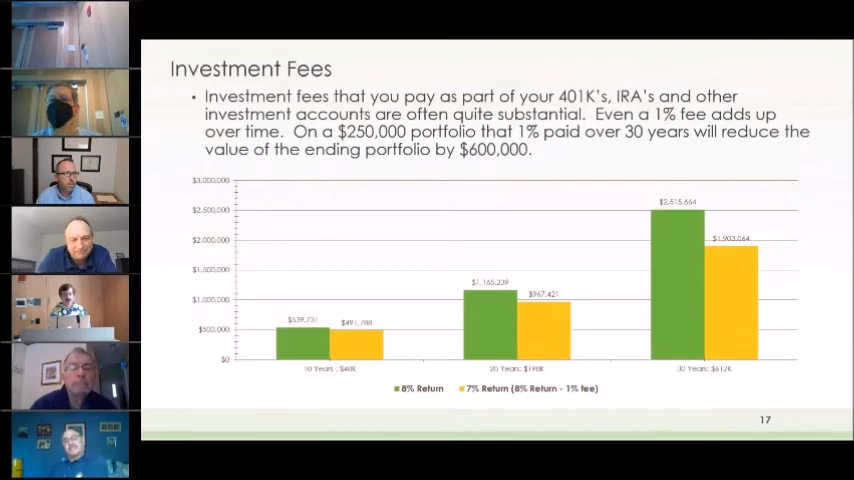 Investment Fees
• Investment fees that you pay as part of your 401K's, IRA's and other
investment accounts are often quite substantial. Even a 1% fee adds up
over time. On a $250,000 portfolio that 1% paid over 30 years will reduce the
value of the ending portfolio by $600,000.
$3,000,000
$2,500,000
$2,000,000
$1,500,000
$1,000,000
$500,000
$0
$539,731
$491,788
$1,165,239
$967,421
$2,515,664
$1,903,064
10 Years : $48K
20 Years: $198K
30 Years: $612K
8% Return
7% Return (8% Return - 1% fee)
17